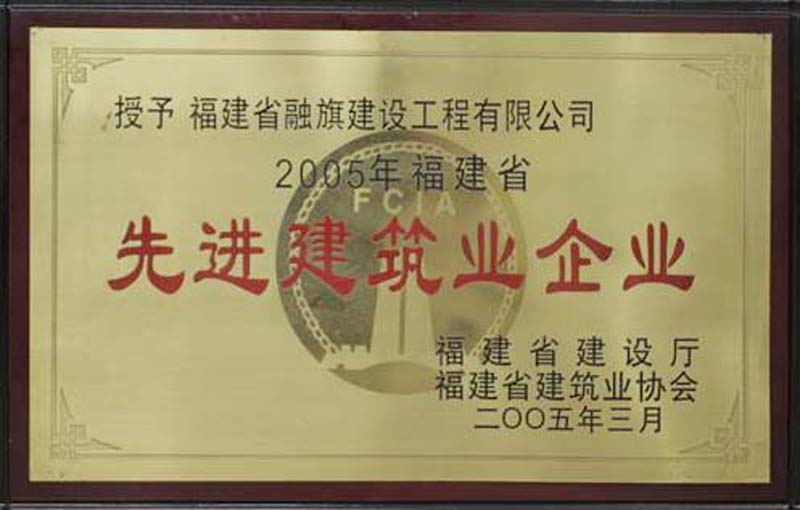 授予 福建省融旗建设工程有限公司
2005年福建省
FCIA
先进建筑业企业
福建省建设厅
福建省建筑业协会
二〇〇五年三月